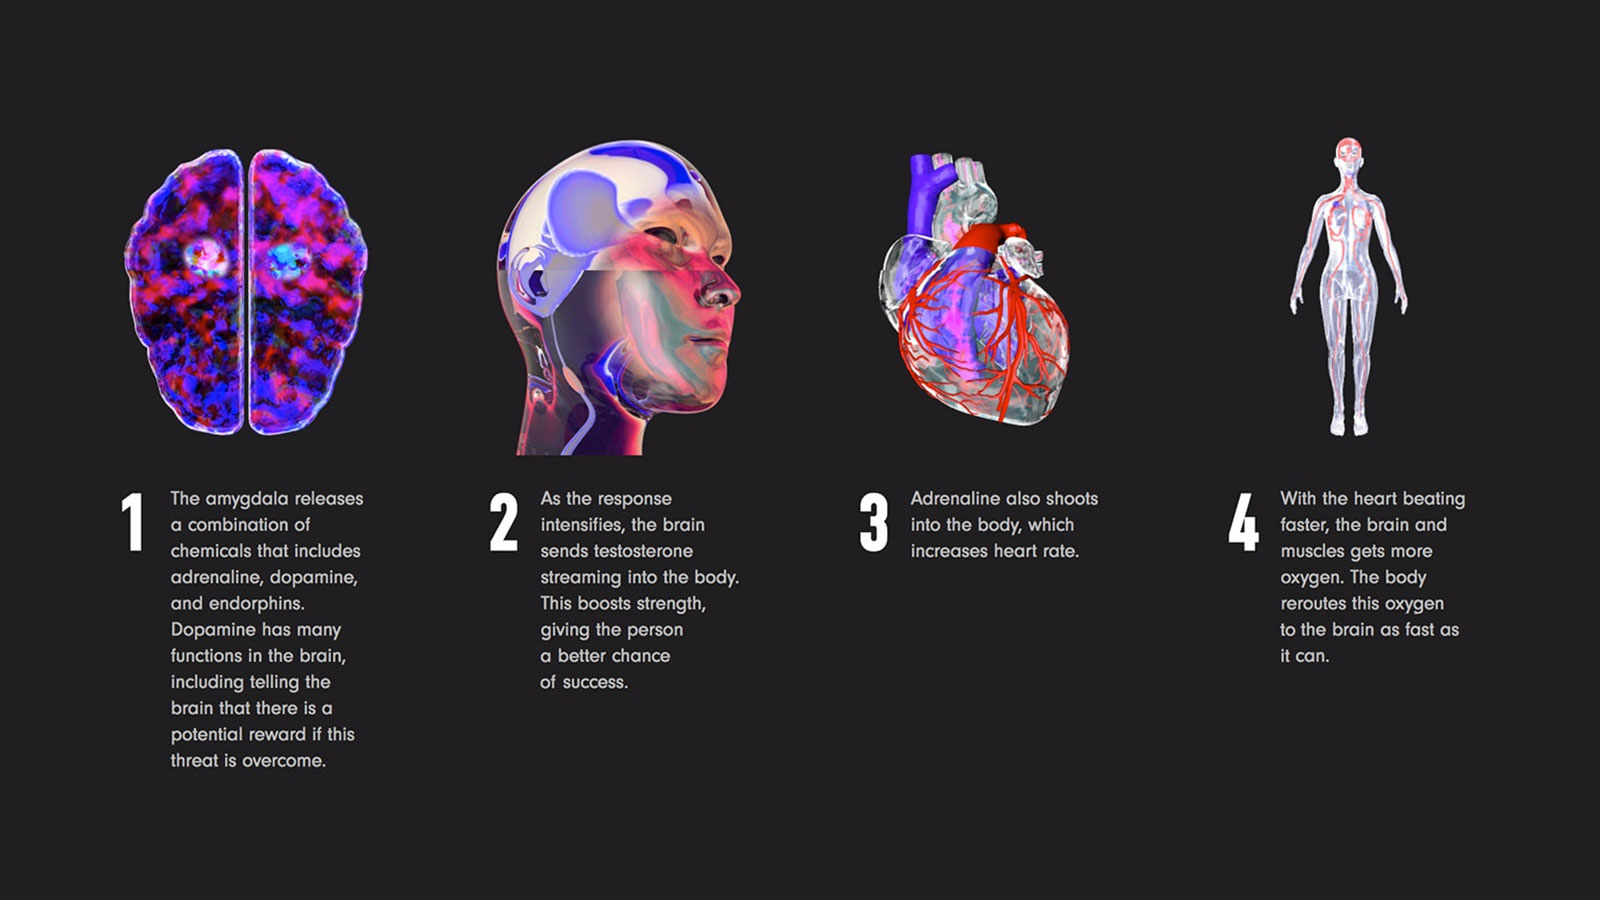 1
The amygdala releases
a combination of
chemicals that includes
adrenaline, dopamine,
and endorphins.
Dopamine has many
functions in the brain,
including telling the
brain that there is a
potential reward if this
threat is overcome.
2
As the response
intensifies, the brain
sends testosterone
streaming into the body.
This boosts strength,
giving the person
a better chance
of success.
3
Adrenaline also shoots
into the body, which
increases heart rate.
4
With the heart beating
faster, the brain and
muscles gets more
oxygen. The body
reroutes this oxygen
to the brain as fast as
it can.